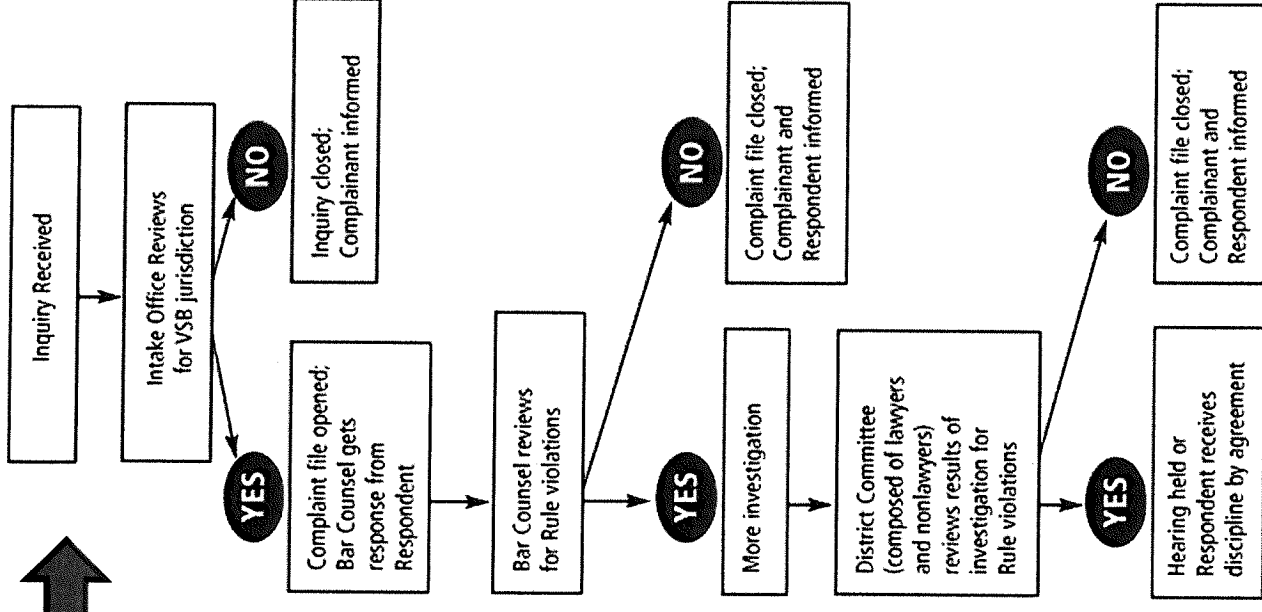 Inquiry Received
Intake Office Reviews
for VSB jurisdiction
YES
NO
Complaint file opened;
Bar Counsel gets
response from
Respondent
Inquiry closed;
Complainant informed
Bar Counsel reviews
for Rule violations
YES
NO
More investigation
Complaint file closed;
Complainant and
Respondent informed
District Committee
(composed of lawyers
and nonlawyers)
reviews results of
investigation for
Rule violations
YES
NO
Hearing held or
Respondent receives
discipline by agreement
Complaint file closed;
Complainant and
Respondent informed